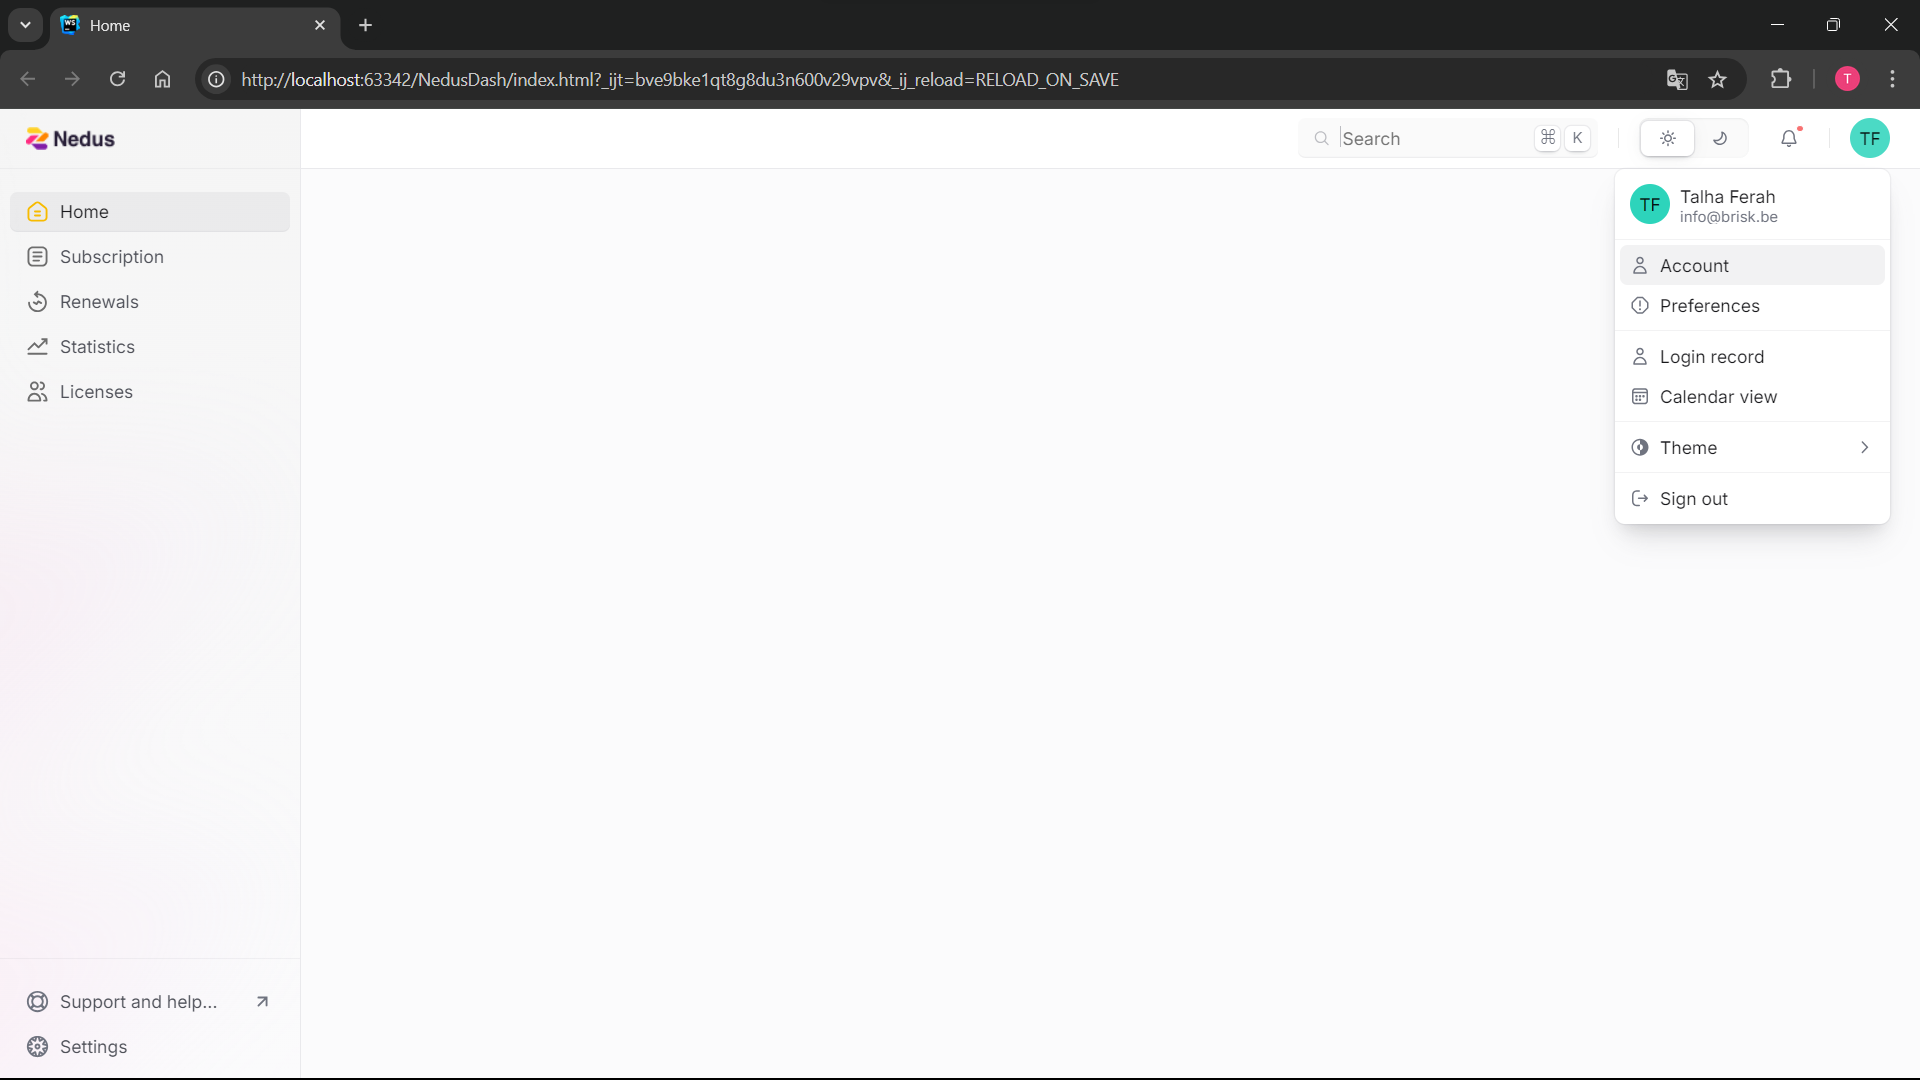 Home
http://localhost:63342/NedusDash/index.html?_ijt=bve9bke1qt8g8du3n600v29vpv&_ij_reload=RELOAD_ON_SAVE
T
Nedus
Search
⌘ K
TF
Home
Subscription
Renewals
Statistics
Licenses
TF
Talha Ferah
info@brisk.be
Account
Preferences
Login record
Calendar view
Theme
Sign out
Support and help...
Settings